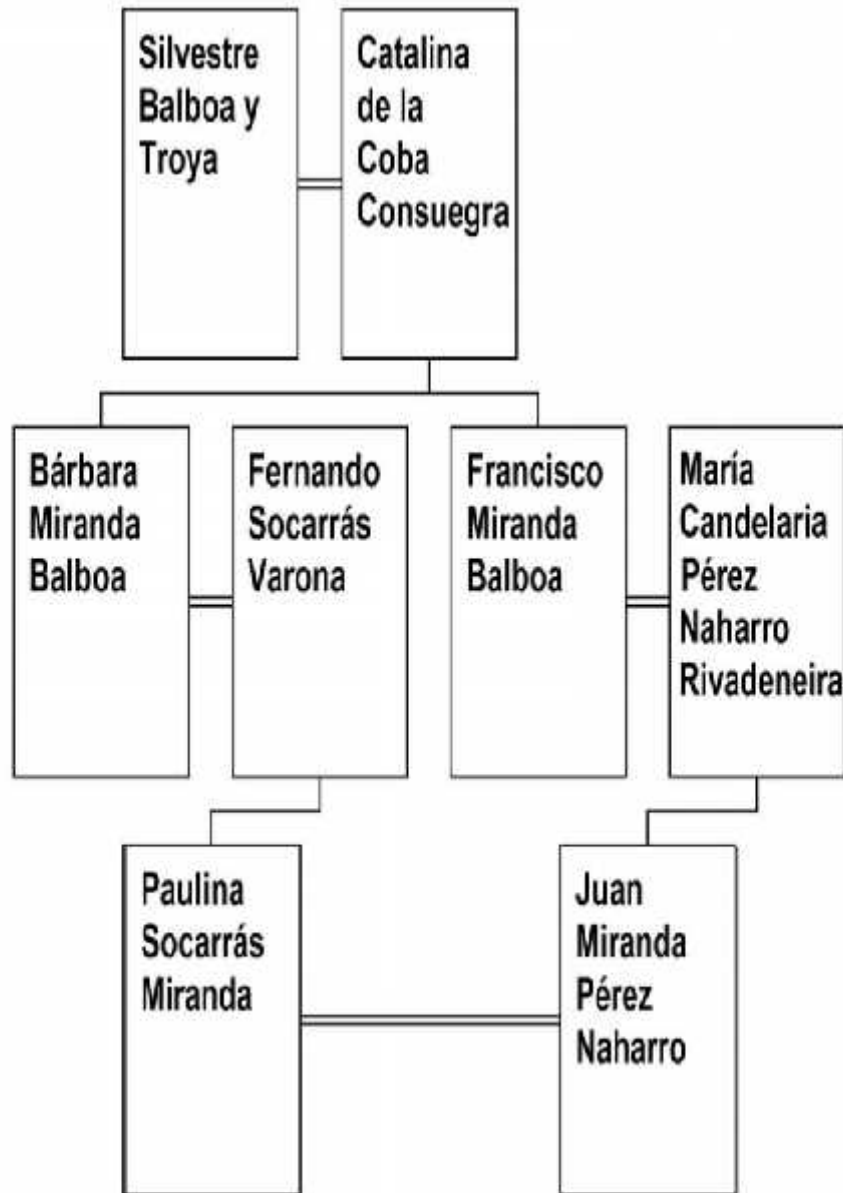 Silvestre
Balboa y
Troya
Catalina
de la
Coba
Consuegra
Bárbara
Miranda
Balboa
Fernando
Socarrás
Varona
Francisco
Miranda
Balboa
María
Candelaria
Pérez
Naharro
Rivadeneira
Paulina
Socarrás
Miranda
Juan
Miranda
Pérez
Naharro